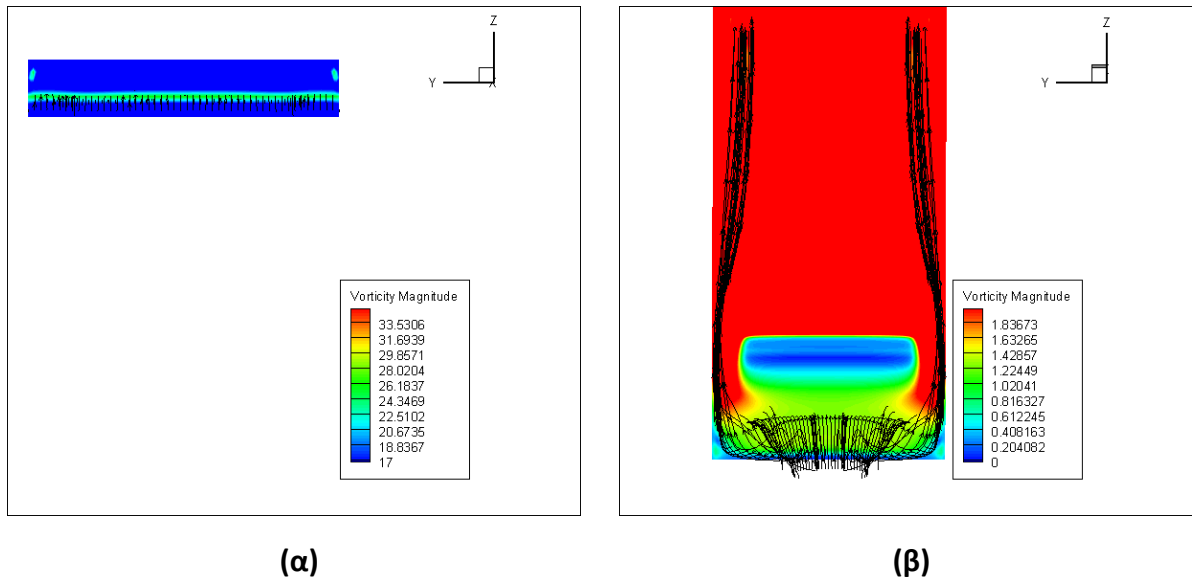 Z
Y
X
Vorticity Magnitude
33.5306
31.6939
29.8571
28.0204
26.1837
24.3469
22.5102
20.6735
18.8367
17
(α)
Z
Y
Vorticity Magnitude
1.83673
1.63265
1.42857
1.22449
1.02041
0.816327
0.612245
0.408163
0.204082
0
(β)